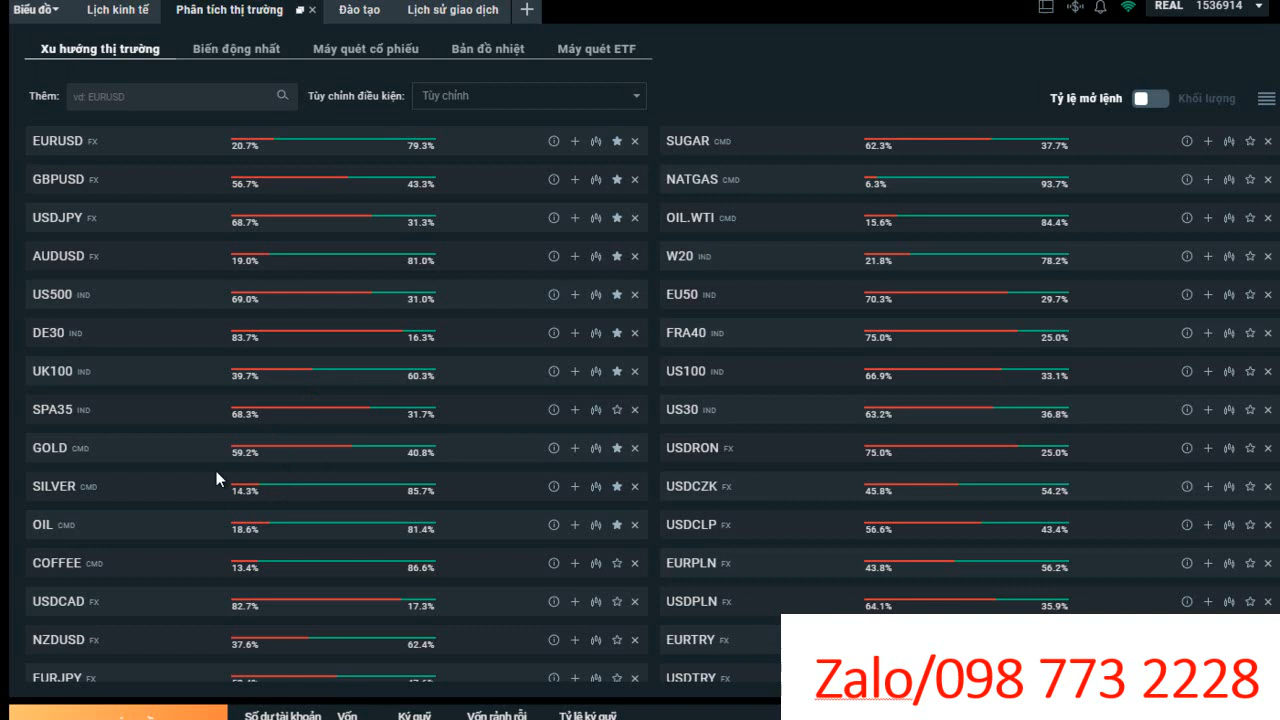 Biểu đồ Lịch kinh tế Phân tích thị trường Đào tạo Lịch sử giao dịch REAL 1536914
Xu hướng thị trường Biến động nhất Máy quét cổ phiếu Bản đồ nhiệt Máy quét ETF
Thêm: vd: EURUSD Tùy chỉnh điều kiện: Tùy chỉnh Tỷ lệ mở lệnh Khối lượng
EURUSD FX 20.7% 79.3% SUGAR CMD 62.3% 37.7%
GBPUSD FX 56.7% 43.3% NATGAS CMD 6.3% 93.7%
USDJPY FX 68.7% 31.3% OIL.WTI CMD 15.6% 84.4%
AUDUSD FX 19.0% 81.0% W20 IND 21.8% 78.2%
US500 IND 69.0% 31.0% EU50 IND 70.3% 29.7%
DE30 IND 83.7% 16.3% FRA40 IND 75.0% 25.0%
UK100 IND 39.7% 60.3% US100 IND 66.9% 33.1%
SPA35 IND 68.3% 31.7% US30 IND 63.2% 36.8%
GOLD CMD 59.2% 40.8% USDRON FX 75.0% 25.0%
SILVER CMD 14.3% 85.7% USDCZK FX 45.8% 54.2%
OIL CMD 18.6% 81.4% USDCLP FX 56.6% 43.4%
COFFEE CMD 13.4% 86.6% EURPLN FX 43.8% 56.2%
USDCAD FX 82.7% 17.3% USDPLN FX 64.1% 35.9%
NZDUSD FX 37.6% 62.4% EURTRY FX
EURJPY FX USDTRY FX
Zalo/098 773 2228
Số dư tài khoản Vốn Ký quỹ Vốn rảnh rỗi Tỷ lệ ký quỹ